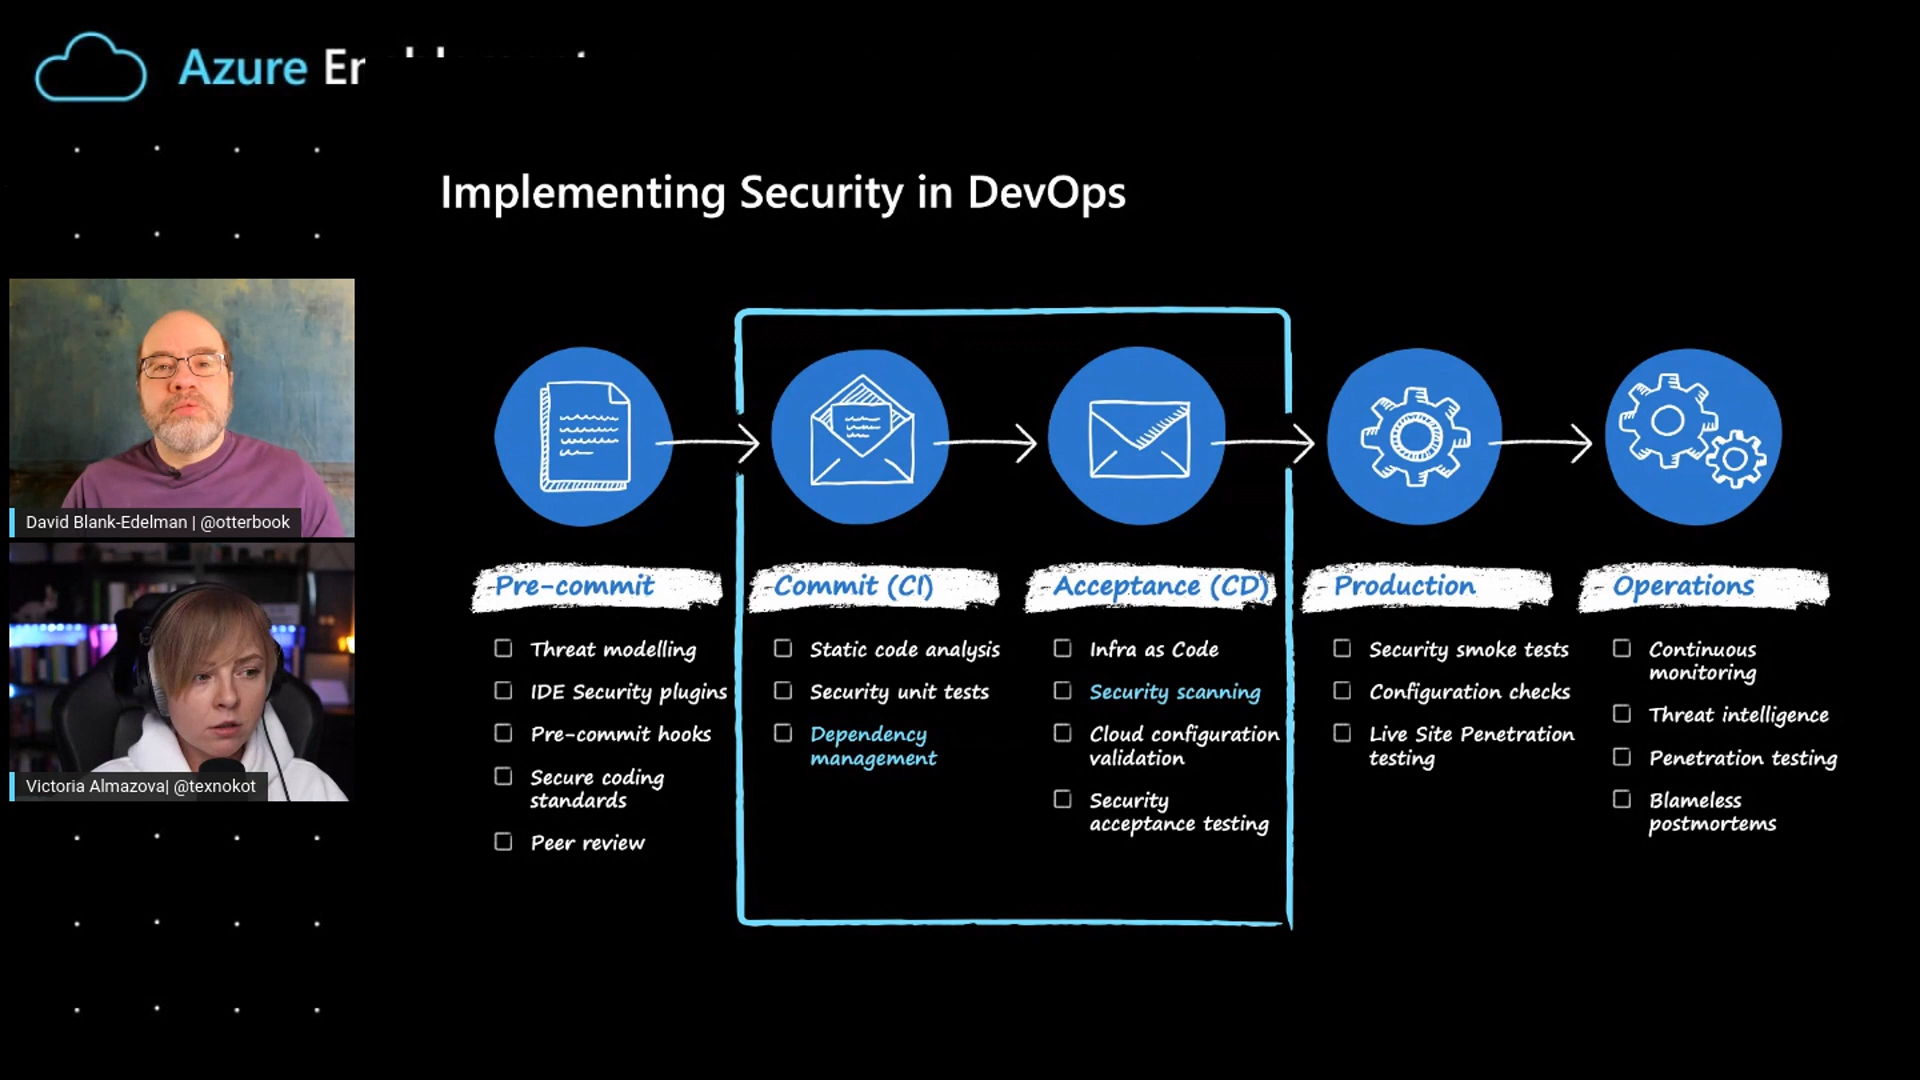 Azure
Implementing Security in DevOps
David Blank-Edelman | @otterbook
Victoria Almazova| @texnokot
Pre-commit
Threat modelling
IDE Security plugins
Pre-commit hooks
Secure coding
standards
Peer review
Commit (CI)
Static code analysis
Security unit tests
Dependency
management
Acceptance (CD)
Infra as Code
Security scanning
Cloud configuration
validation
Security
acceptance testing
Production
Security smoke tests
Configuration checks
Live Site Penetration
testing
Operations
Continuous
monitoring
Threat intelligence
Penetration testing
Blameless
postmortems